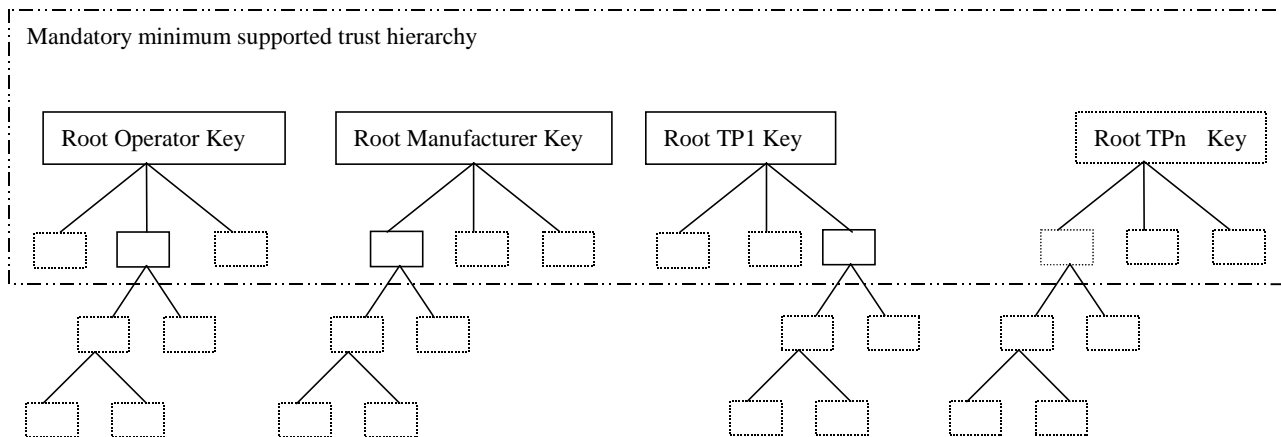 Mandatory minimum supported trust hierarchy
Root Operator Key
Root Manufacturer Key
Root TP1 Key
Root TPn Key